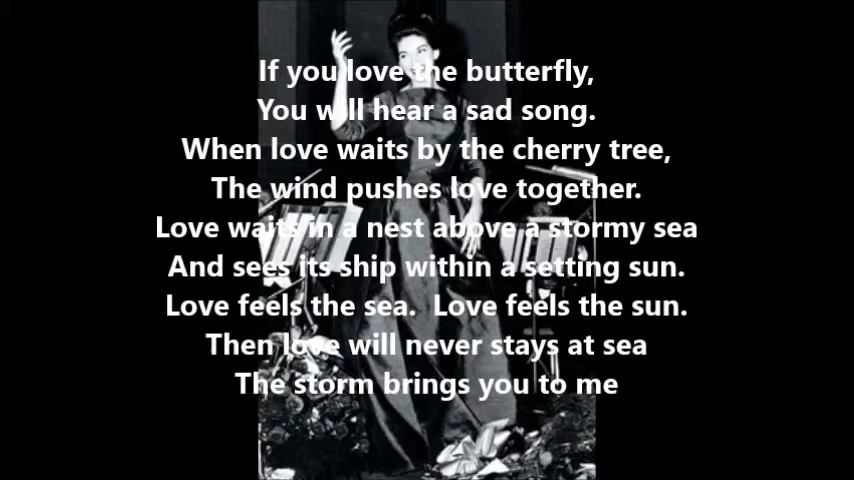 If you love the butterfly,
You will hear a sad song.
When love waits by the cherry tree,
The wind pushes love together.
Love waits in a nest above a stormy sea
And sees its ship within a setting sun.
Love feels the sea.  Love feels the sun.
Then love will never stays at sea
The storm brings you to me